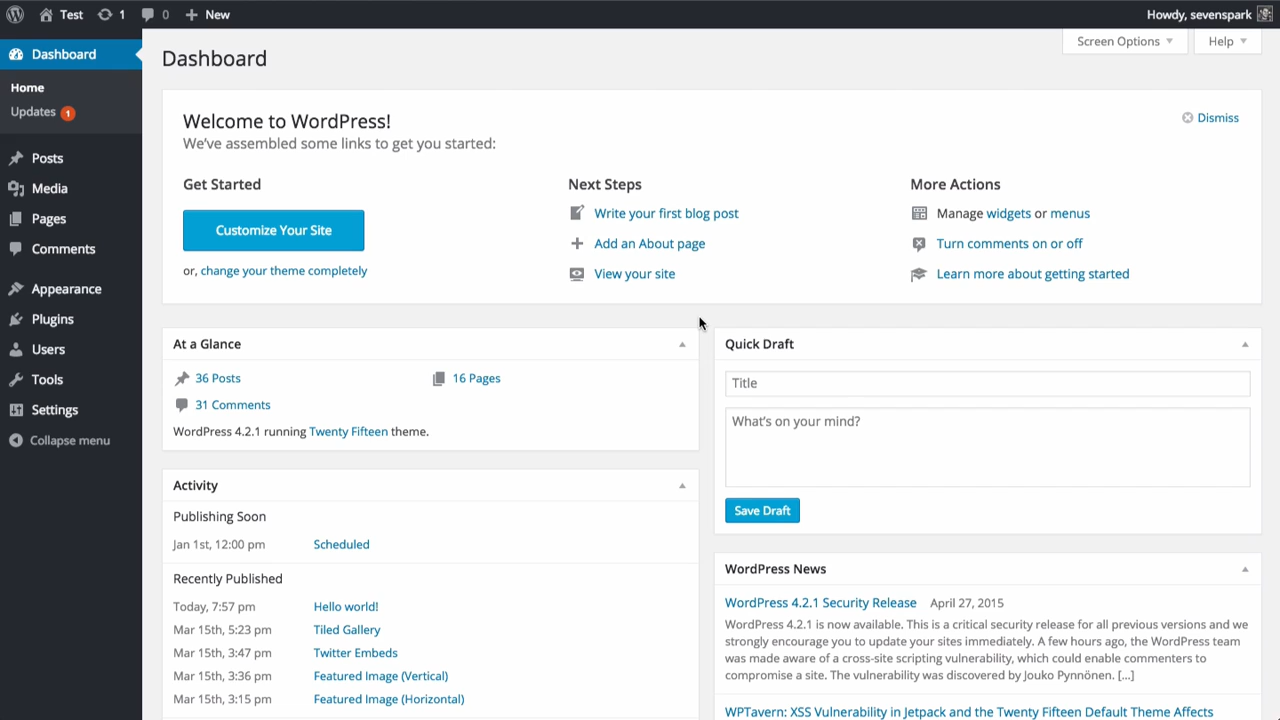 Test
1
0
New
Howdy, sevenspark
Dashboard
Home
Updates 1
Posts
Media
Pages
Comments
Appearance
Plugins
Users
Tools
Settings
Collapse menu
Screen Options
Help
Dashboard
Welcome to WordPress!
We've assembled some links to get you started:
Dismiss
Get Started
Customize Your Site
or, change your theme completely
Next Steps
Write your first blog post
Add an About page
View your site
More Actions
Manage widgets or menus
Turn comments on or off
Learn more about getting started
At a Glance
36 Posts
16 Pages
31 Comments
WordPress 4.2.1 running Twenty Fifteen theme.
Activity
Publishing Soon
Jan 1st, 12:00 pm Scheduled
Recently Published
Today, 7:57 pm Hello world!
Mar 15th, 5:23 pm Tiled Gallery
Mar 15th, 3:47 pm Twitter Embeds
Mar 15th, 3:36 pm Featured Image (Vertical)
Mar 15th, 3:15 pm Featured Image (Horizontal)
Quick Draft
Title
What's on your mind?
Save Draft
WordPress News
WordPress 4.2.1 Security Release April 27, 2015
WordPress 4.2.1 is now available. This is a critical security release for all previous versions and we
strongly encourage you to update your sites immediately. A few hours ago, the WordPress team
was made aware of a cross-site scripting vulnerability, which could enable commenters to
compromise a site. The vulnerability was discovered by Jouko Pynnönen. [...]
WPTavern: XSS Vulnerability in Jetpack and the Twenty Fifteen Default Theme Affects